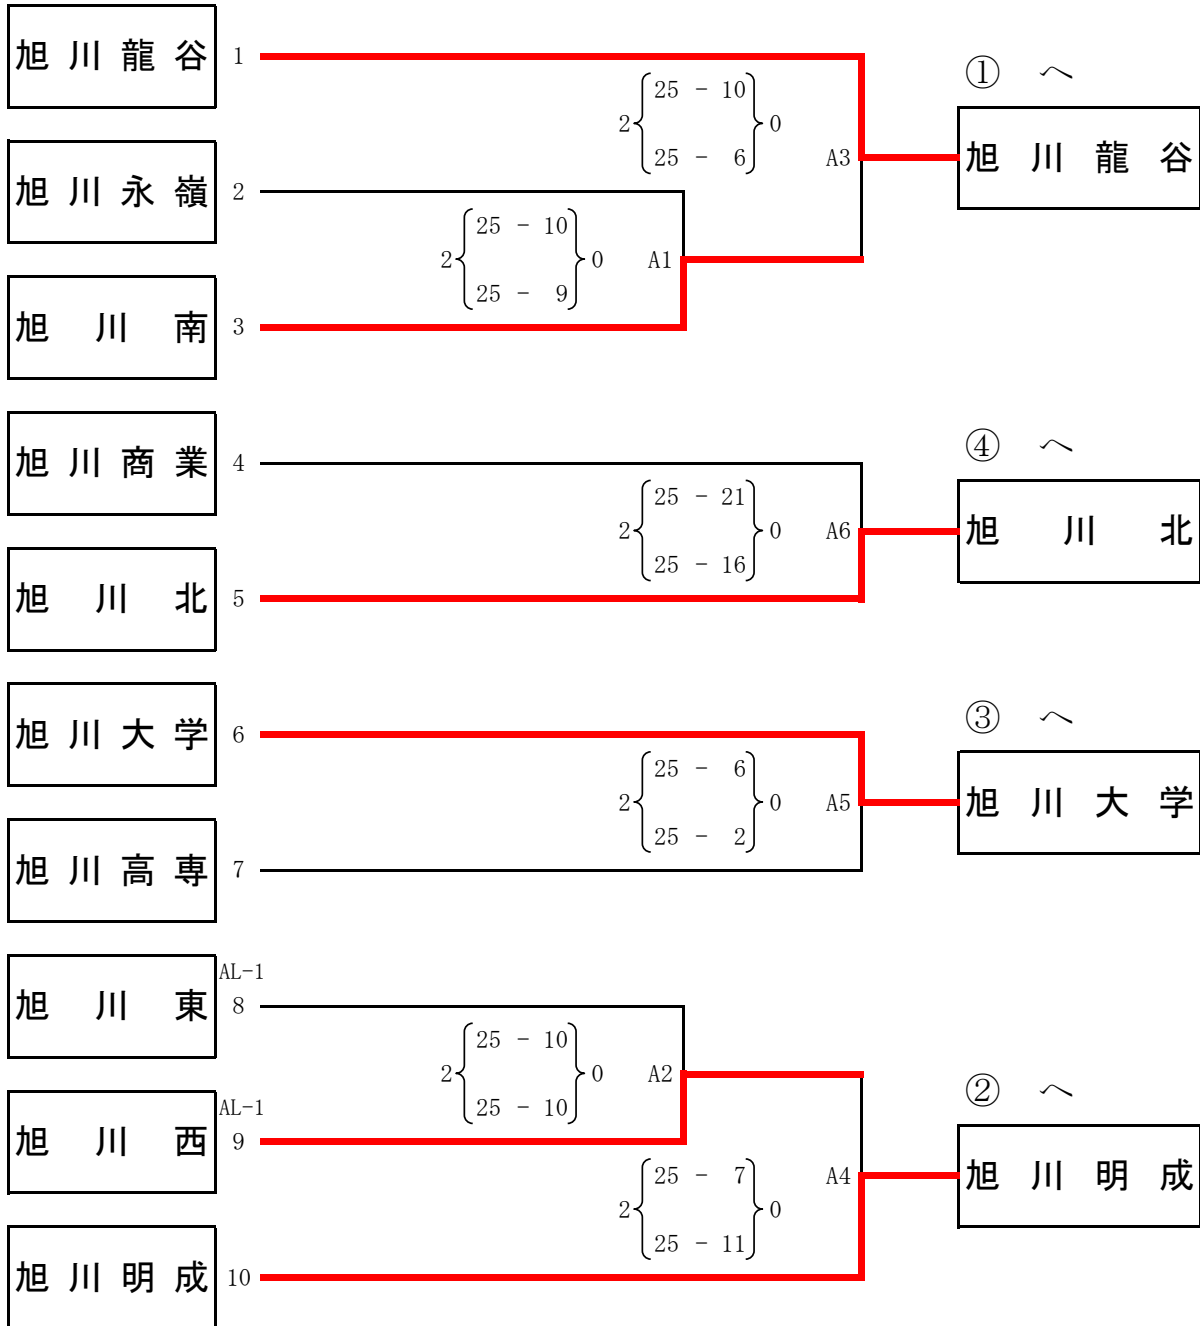 旭川龍谷 1
① へ
25 - 10
2 0
25 - 6
A3
旭川龍谷
旭川永嶺 2
25 - 10
2 0
25 - 9
A1
旭川南 3
旭川商業 4
④ へ
25 - 21
2 0
25 - 16
A6
旭川北
旭川北 5
旭川大学 6
③ へ
25 - 6
2 0
25 - 2
A5
旭川大学
旭川高専 7
AL-1
旭川東 8
25 - 10
2 0
25 - 10
A2
② へ
AL-1
旭川西 9
25 - 7
2 0
25 - 11
A4
旭川明成
旭川明成 10